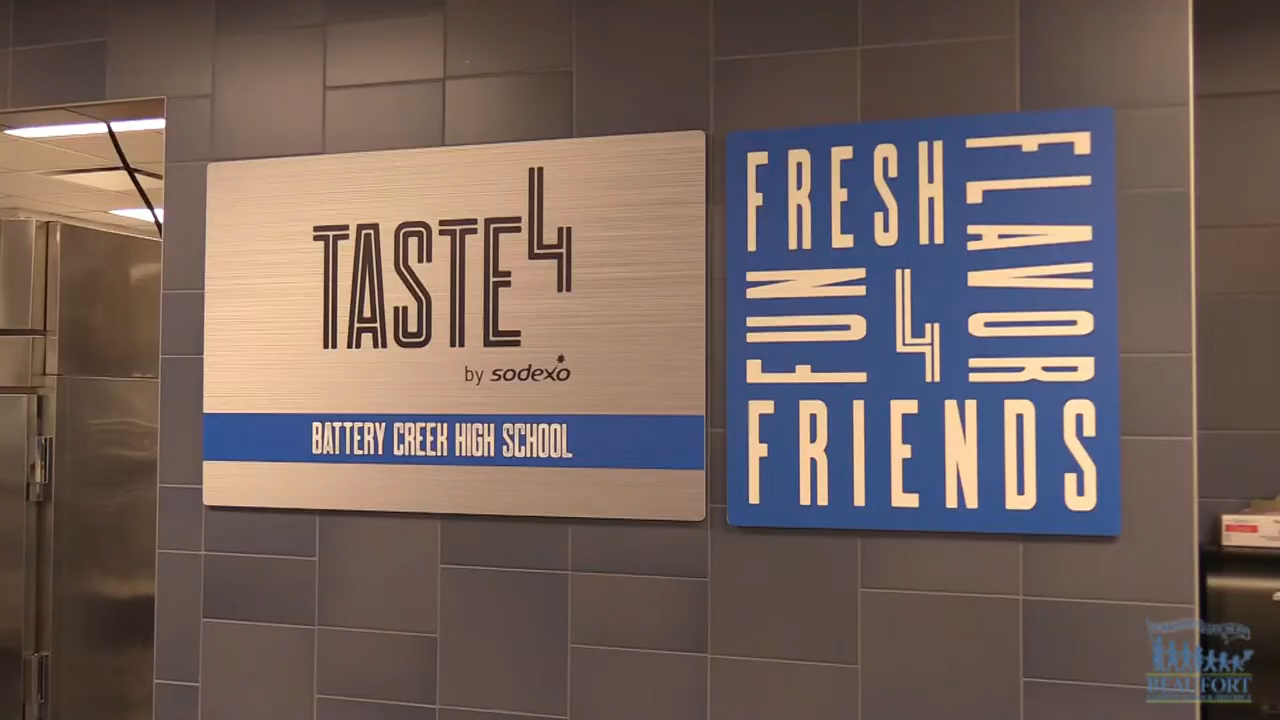 TASTE4
by sodexo
BATTERY CREEK HIGH SCHOOL
FRESH
FLAVOR
FUN
4
FRIENDS
BEAUFORT